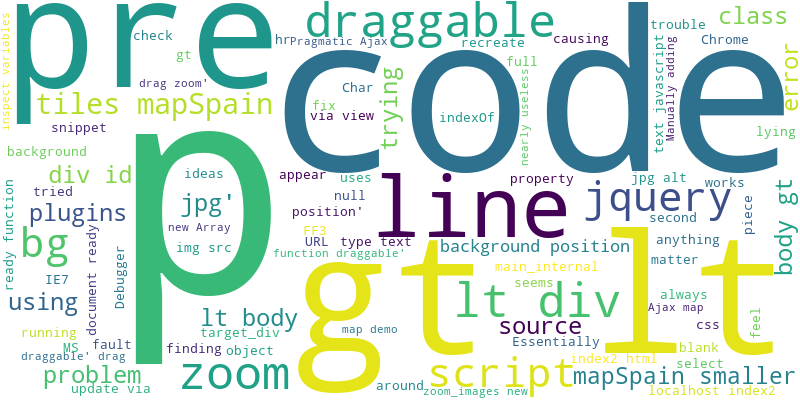 pre
code
p
gt
lt
draggable
class
trouble
check
hr
Pragmatic Ajax
recreate
causing
Chrome
gt
drag zoom'
full
inspect variables
tiles mapSpain
Char
fix
via view
trying
indexOf
nearly useless
text javascript
Manually adding
error
lying
snippet
background
div id
tried
plugins
ideas
jpg'
new Array
img src
appear
uses
null
position'
line
property
jpg alt
works
jquery
second
piece
body gt
ready function
bg
IE7
document ready
Debugger
FF3
URL
type text
function draggable'
background position
anything
matter
main_internal
seems
using
lt body
lt div
always
Ajax map
css
feel
running
MS
fault
target_div
map demo
source
Essentially
blank
draggable' drag
finding
object
index2 html
select
problem
update via
zoom
around
zoom_images new
script
mapSpain smaller
localhost index2